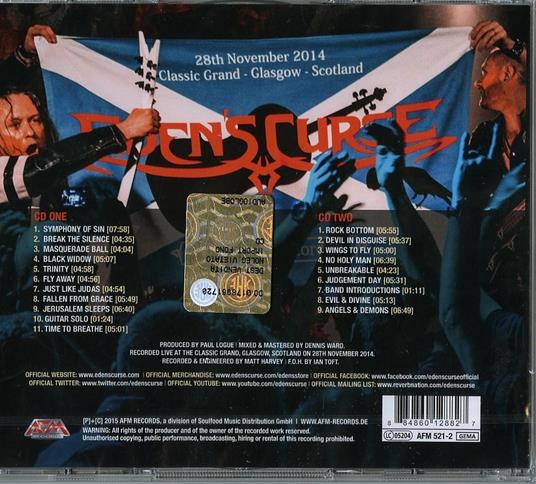 28th November 2014
Classic Grand - Glasgow - Scotland
EDEN'S CURSE
CD ONE
1. SYMPHONY OF SIN [07:58]
2. BREAK THE SILENCE [04:35]
3. MASQUERADE BALL [04:04]
4. BLACK WIDOW [05:07]
5. TRINITY [04:58]
6. FLY AWAY [04:56]
7. JUST LIKE JUDAS [04:54]
8. FALLEN FROM GRACE [05:49]
9. JERUSALEM SLEEPS [06:40]
10. GUITAR SOLO [01:24]
11. TIME TO BREATHE [05:01]
CD TWO
1. ROCK BOTTOM [05:55]
2. DEVIL IN DISGUISE [05:37]
3. WINGS TO FLY [05:00]
4. NO HOLY MAN [06:39]
5. UNBREAKABLE [04:23]
6. JUDGEMENT DAY [05:31]
7. BAND INTRODUCTIONS [01:11]
8. EVIL & DIVINE [05:13]
9. ANGELS & DEMONS [06:49]
DEST VENDITA
NOLEG VIETATO
IMPORT FONO
CD
AUDIOGLOBE
PRODUCED BY PAUL LOGUE | MIXED & MASTERED BY DENNIS WARD.
RECORDED LIVE AT THE CLASSIC GRAND, GLASGOW, SCOTLAND ON 28TH NOVEMBER 2014.
RECORDED & ENGINEERED BY MATT HARVEY | F.O.H. BY IAN TOFT.
OFFICIAL WEBSITE: www.edenscurse.com OFFICIAL MERCHANDISE: www.edenscurse.com/edenstore OFFICIAL FACEBOOK: www.facebook.com/edenscurseofficial
OFFICIAL TWITTER: www.twitter.com/edenscurse OFFICIAL YOUTUBE: www.youtube.com/edenscurse OFFICIAL MAILING LIST: www.reverbnation.com/edenscurse
AFM
RECORDS
[P]+[C] 2015 AFM RECORDS, a division of Soulfood Music Distribution GmbH | WWW.AFM-RECORDS.DE
WARNING: All rights of the producer and of the owner of the recorded work reserved.
Unauthorised copying, public performance, broadcasting, hiring or rental of this recording prohibited.
8 84860 12882 7
LC 05204 AFM 521-2 GEMA